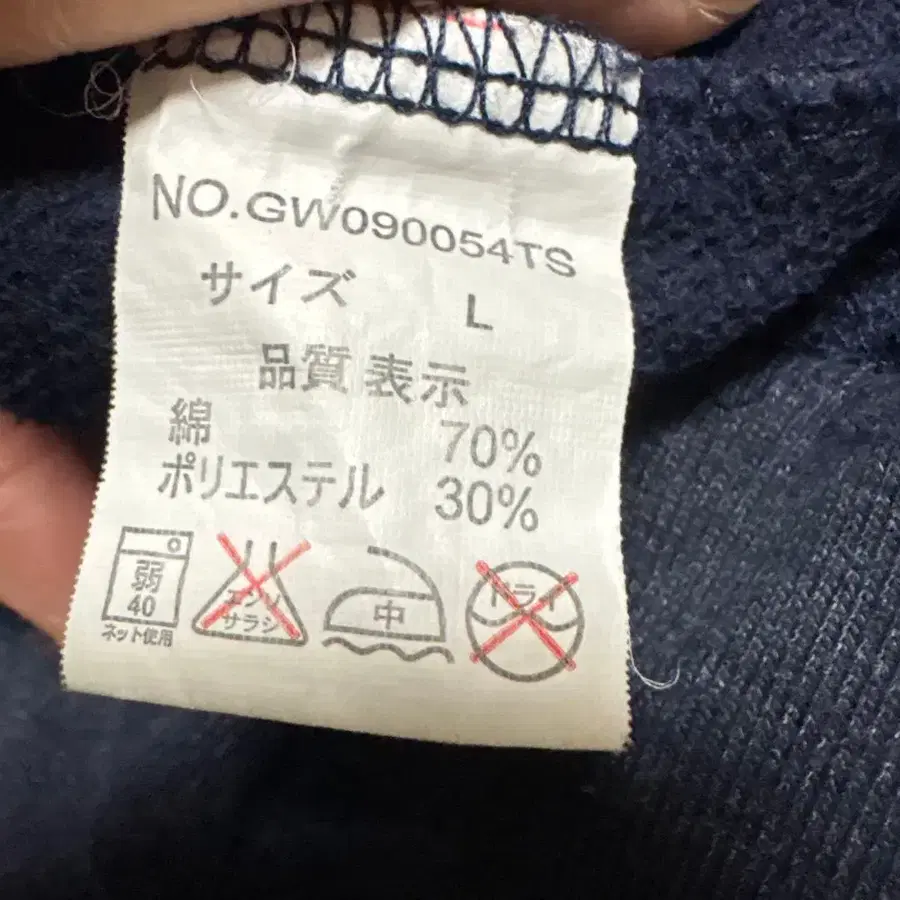 NO.GW090054TS
サイズ L
品質表示
綿 70%
ポリエステル 30%
弱
40
ネット使用
エンソ
サラシ
中
ドライ